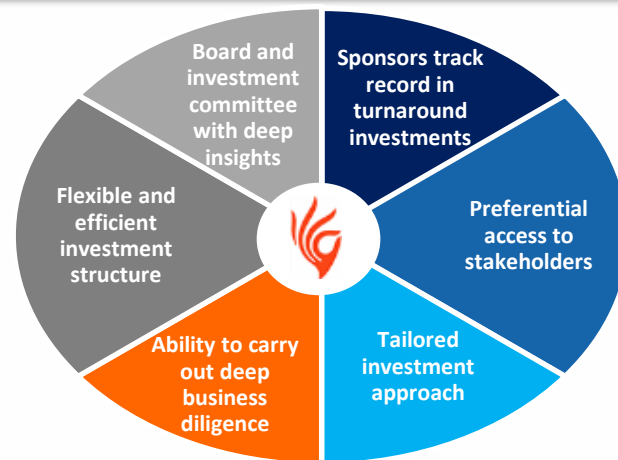 Board and
investment
committee
with deep
insights
Sponsors track
record in
turnaround
investments
Preferential
access to
stakeholders
Tailored
investment
approach
Ability to carry
out deep
business
diligence
Flexible and
efficient
investment
structure